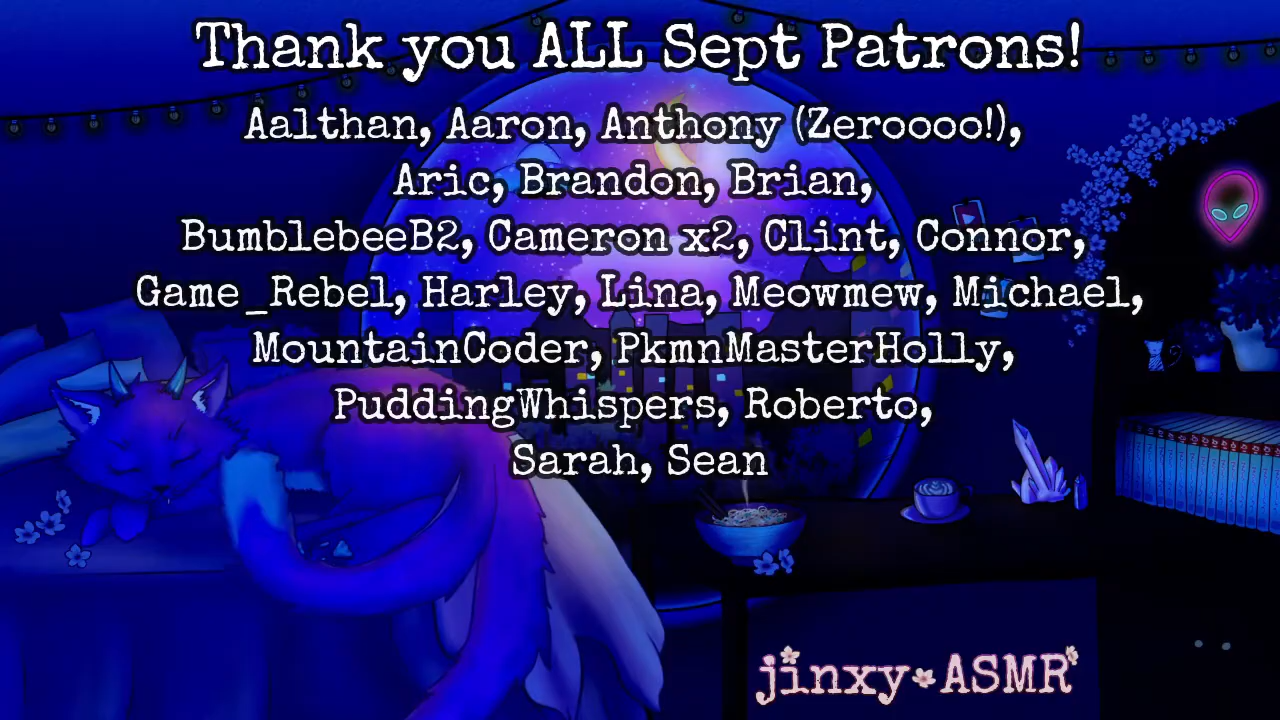 Thank you ALL Sept Patrons!
Aalthan, Aaron, Anthony (Zeroooo!),
Aric, Brandon, Brian,
BumblebeeB2, Cameron x2, Clint, Connor,
Game_Rebel, Harley, Lina, Meowmew, Michael,
MountainCoder, PkmnMasterHolly,
PuddingWhispers, Roberto,
Sarah, Sean
jinxy ASMR